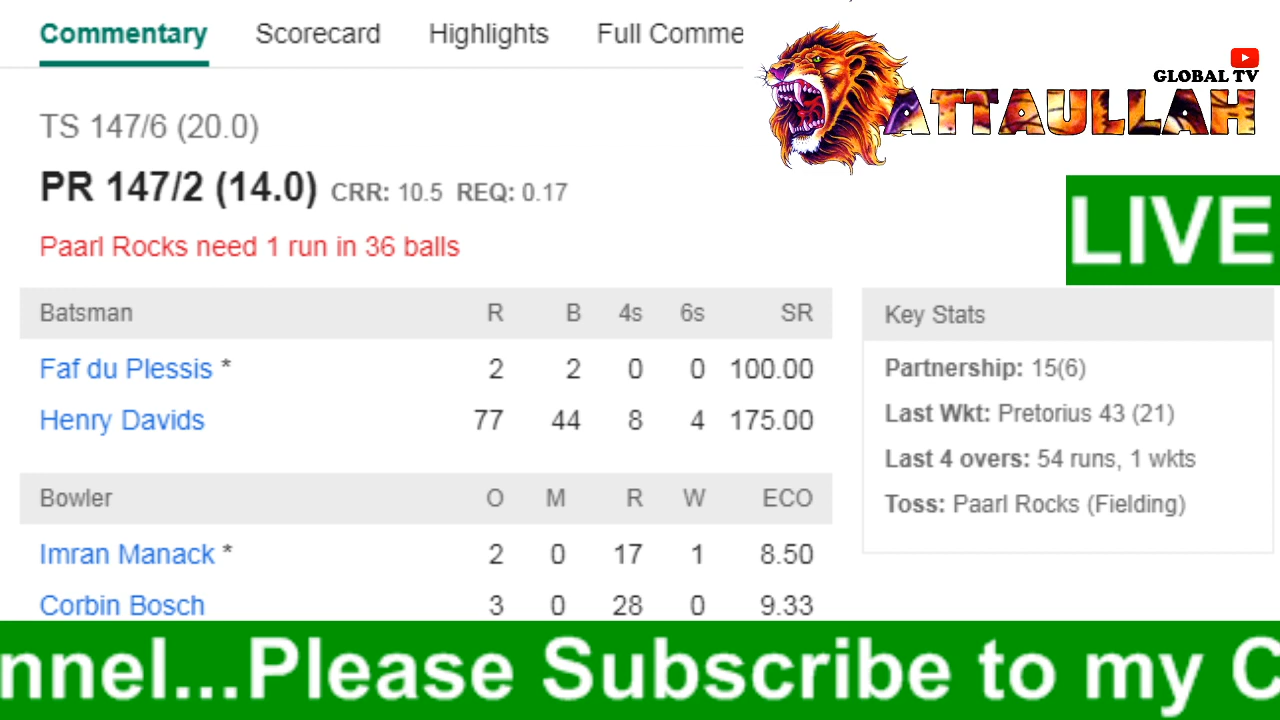 Commentary Scorecard Highlights Full Comme
GLOBAL TV
ATTAULLAH
TS 147/6 (20.0)
PR 147/2 (14.0) CRR: 10.5 REQ: 0.17
LIVE
Paarl Rocks need 1 run in 36 balls
Batsman R B 4s 6s SR
Faf du Plessis * 2 2 0 0 100.00
Henry Davids 77 44 8 4 175.00
Bowler O M R W ECO
Imran Manack * 2 0 17 1 8.50
Corbin Bosch 3 0 28 0 9.33
Key Stats
Partnership: 15(6)
Last Wkt: Pretorius 43 (21)
Last 4 overs: 54 runs, 1 wkts
Toss: Paarl Rocks (Fielding)
nnel...Please Subscribe to my C